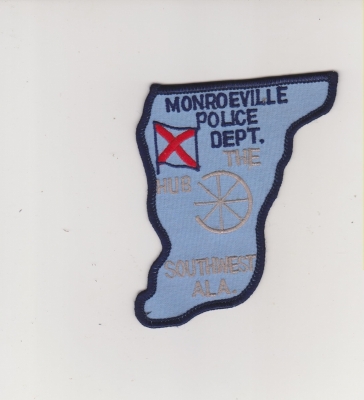 MONROEVILLE
POLICE
DEPT.
THE
HUB
SOUTHWEST
ALA.